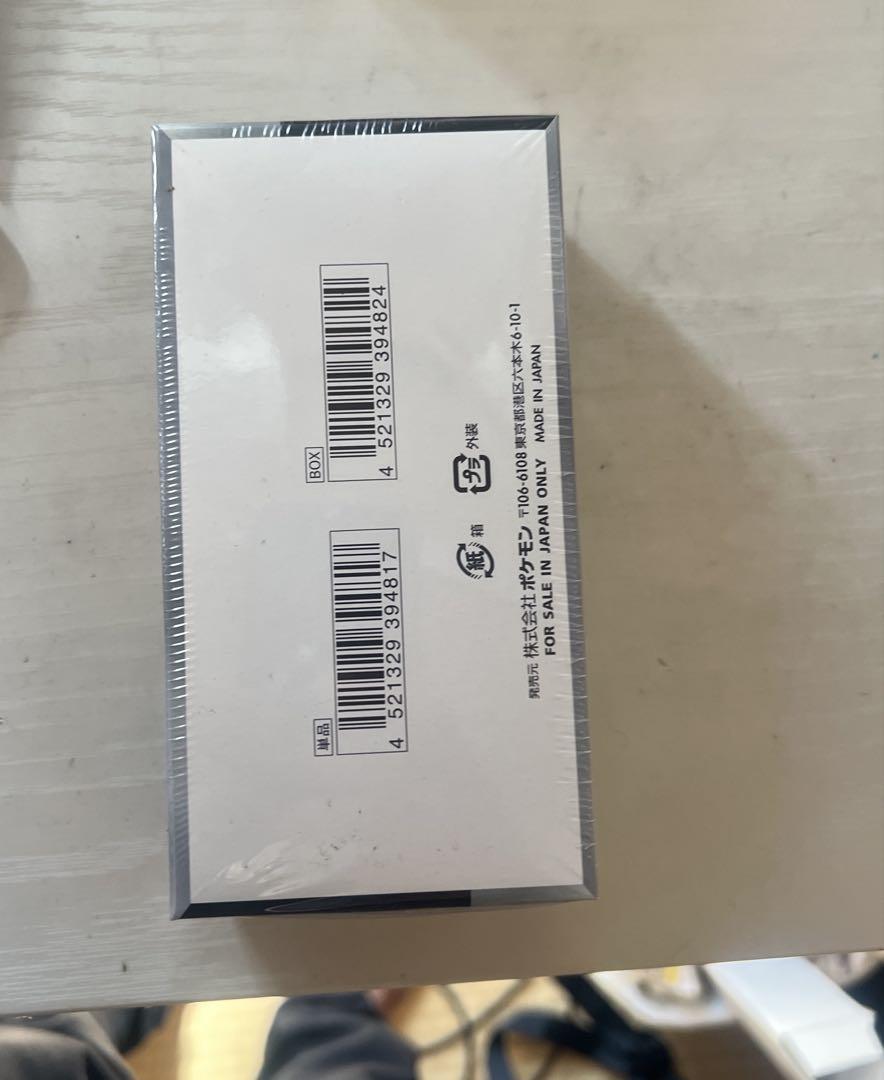 単品
4 521329 394817
BOX
4 521329 394824
紙 箱
プラ 外装
発売元 株式会社ポケモン 〒106-6108 東京都港区六本木6-10-1
FOR SALE IN JAPAN ONLY MADE IN JAPAN